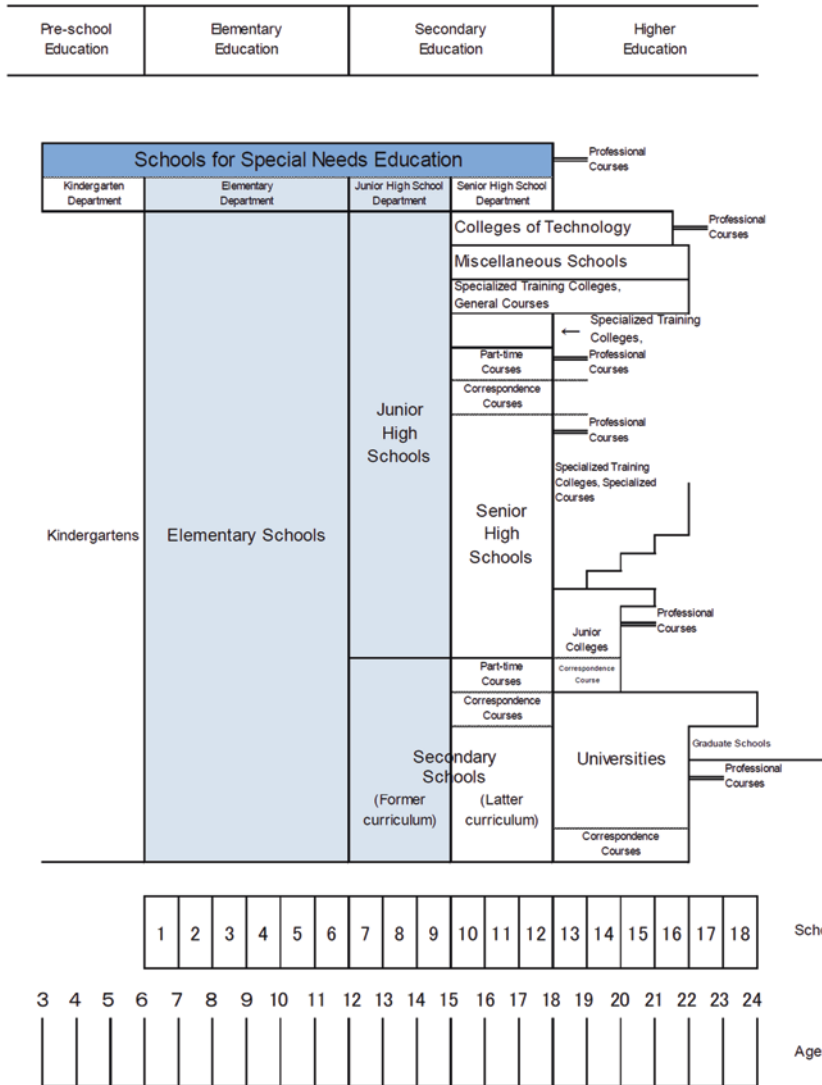 Pre-school
Education
Elementary
Education
Secondary
Education
Higher
Education
Schools for Special Needs Education
Professional
Courses
Kindergarten
Department
Elementary
Department
Junior High School
Department
Senior High School
Department
Colleges of Technology
Professional
Courses
Miscellaneous Schools
Specialized Training Colleges,
General Courses
← Specialized Training
Colleges,
Part-time
Courses
Professional
Courses
Correspondence
Courses
Junior
High
Schools
Professional
Courses
Specialized Training
Colleges, Specialized
Courses
Kindergartens
Elementary Schools
Senior
High
Schools
Junior
Colleges
Professional
Courses
Part-time
Courses
Correspondence
Course
Correspondence
Courses
Secondary
Schools
(Former
curriculum)
(Latter
curriculum)
Universities
Graduate Schools
Professional
Courses
Correspondence
Courses
1 2 3 4 5 6 7 8 9 10 11 12 13 14 15 16 17 18 Scho
3 4 5 6 7 8 9 10 11 12 13 14 15 16 17 18 19 20 21 22 23 24
Age